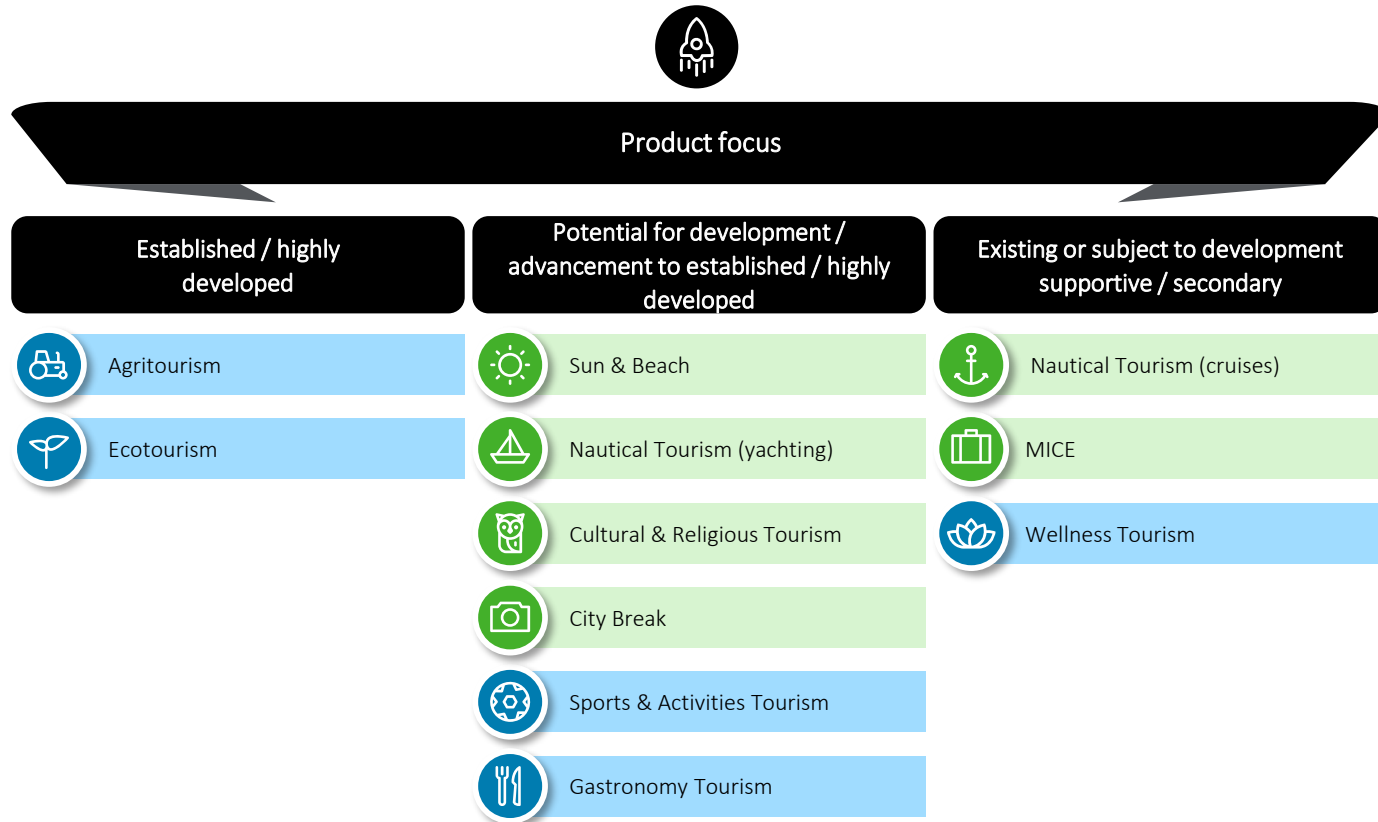 Product focus
Established / highly
developed
Agritourism
Ecotourism
Potential for development /
advancement to established / highly
developed
Sun & Beach
Nautical Tourism (yachting)
Cultural & Religious Tourism
City Break
Sports & Activities Tourism
Gastronomy Tourism
Existing or subject to development
supportive / secondary
Nautical Tourism (cruises)
MICE
Wellness Tourism